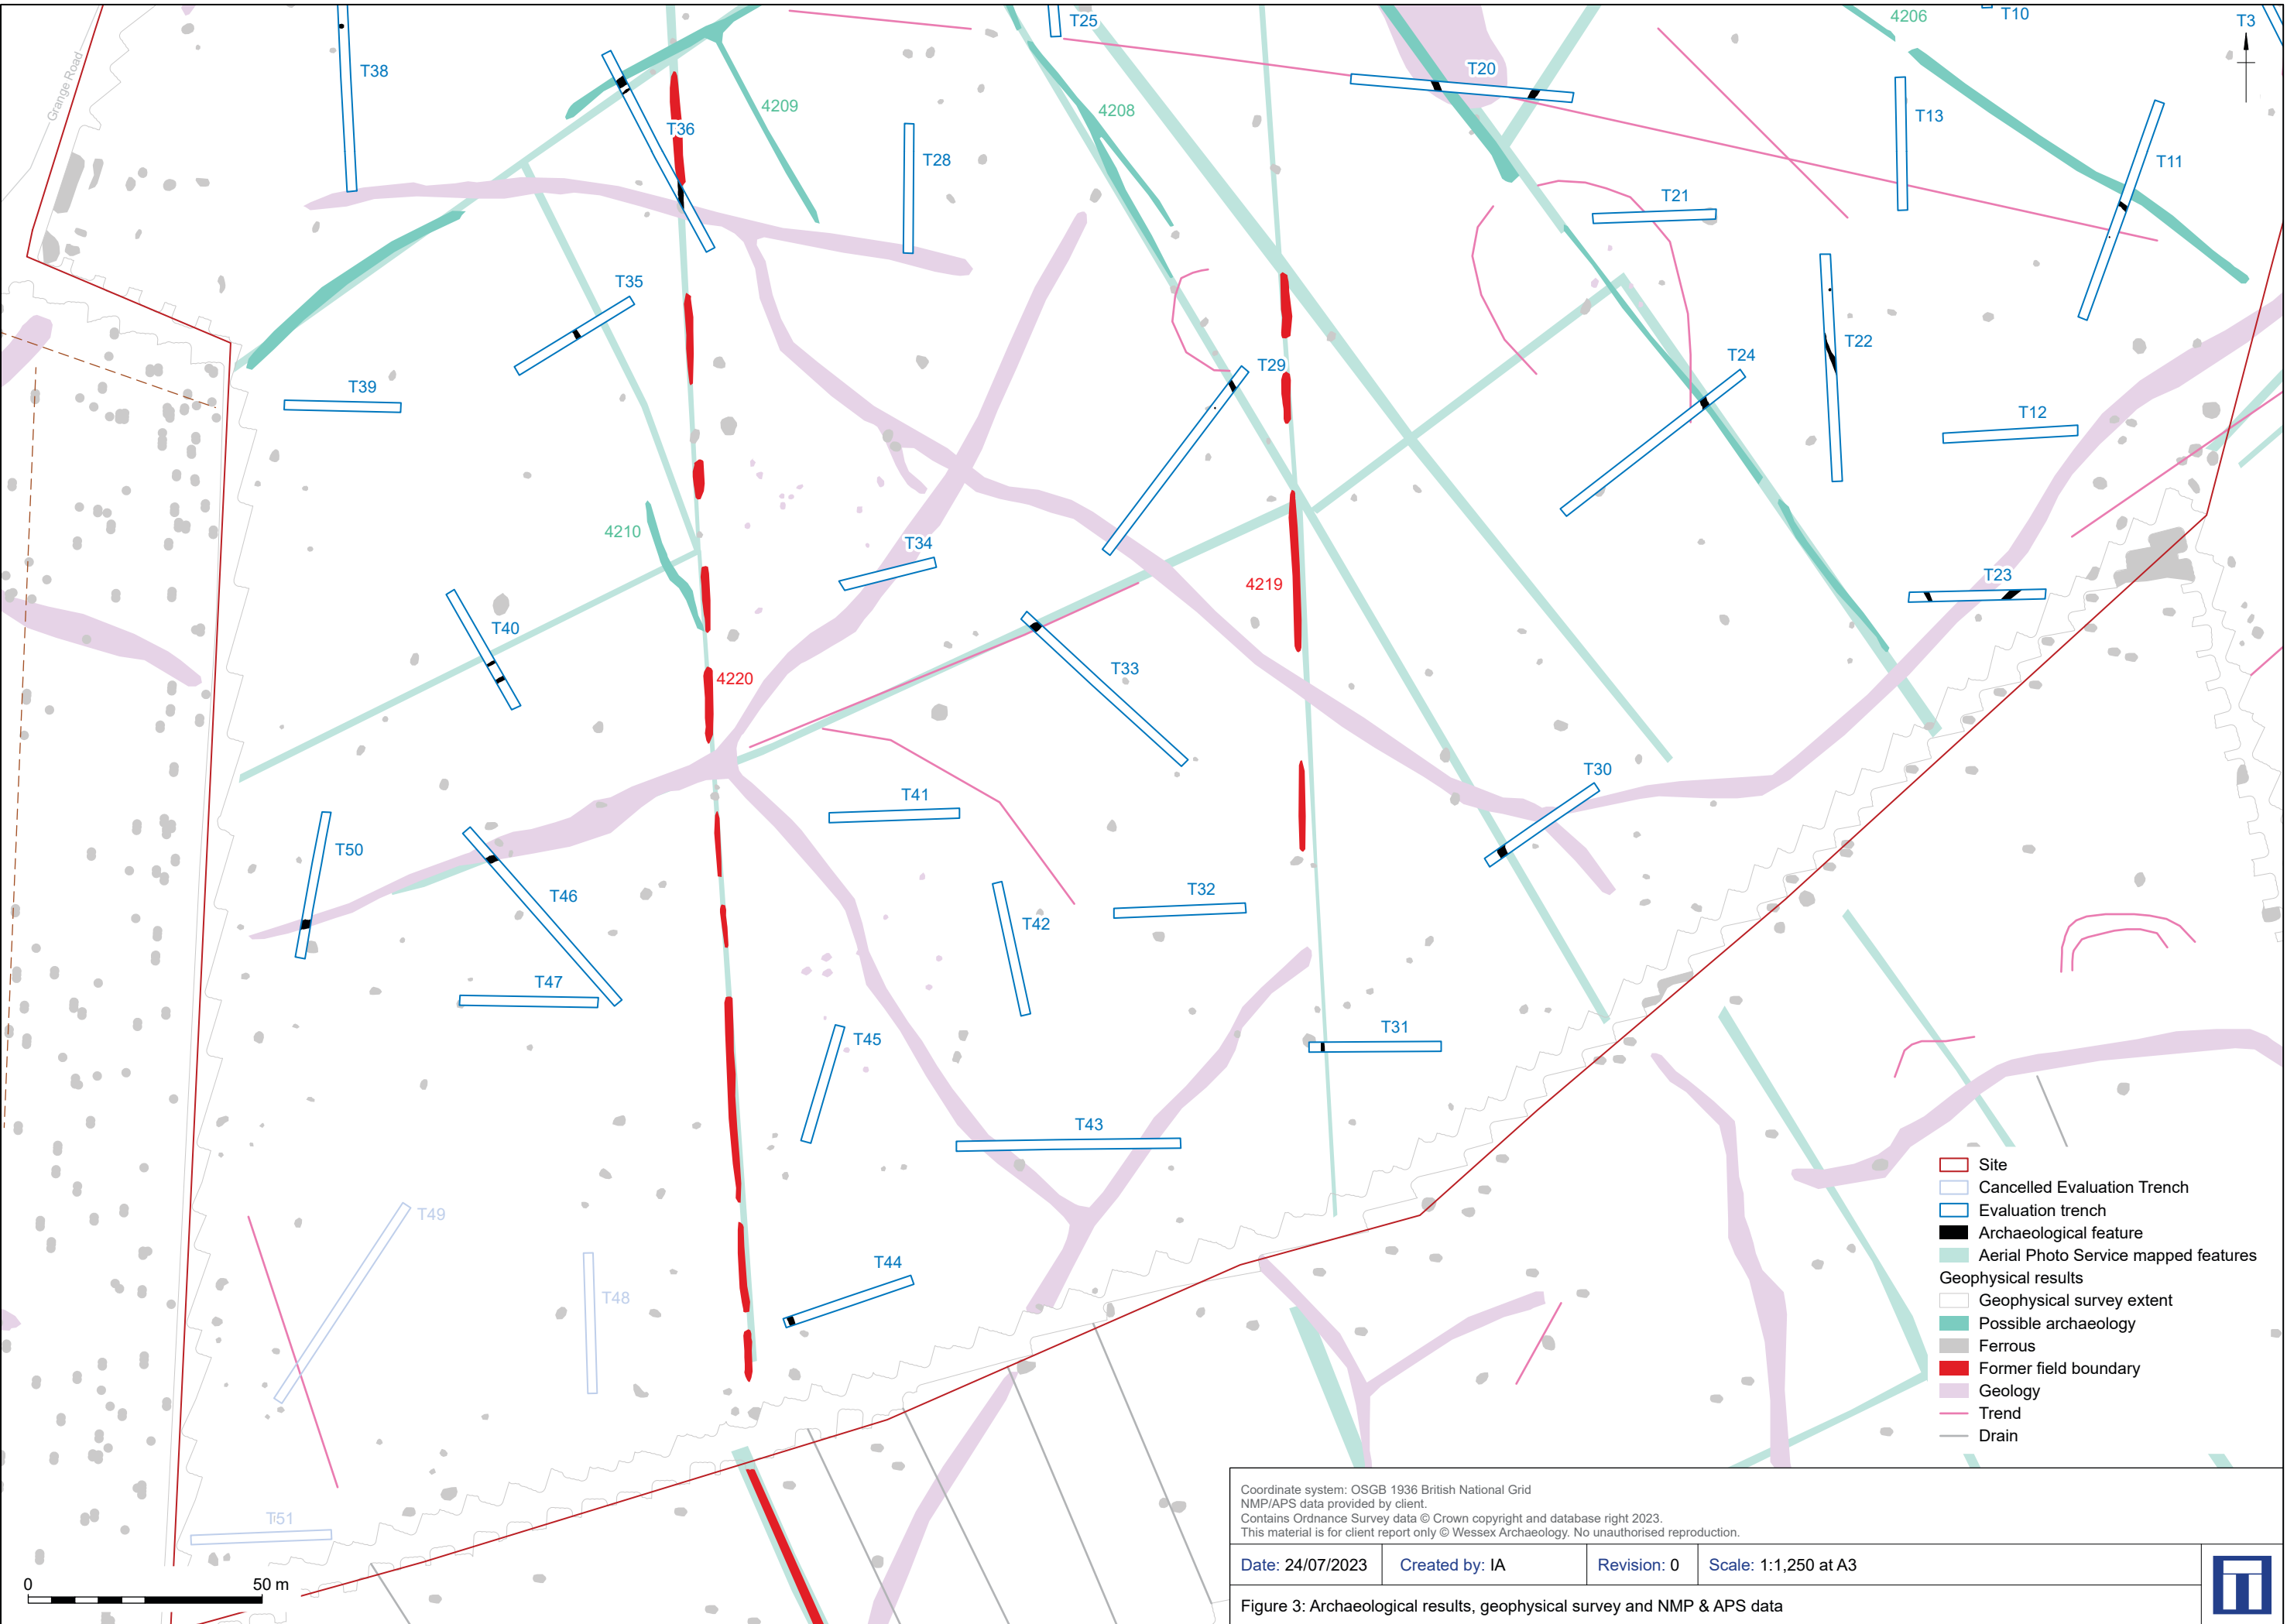 T25
4206
T10
T3
Grange Road
T38
T20
4209
4208
T36
T13
T28
T11
T21
T35
T22
T24
T29
T39
T12
4210
T34
4219
T23
T40
T33
4220
T30
T41
T50
T46
T32
T42
T47
T31
T45
T43
T49
T44
T48
T51
Site
Cancelled Evaluation Trench
Evaluation trench
Archaeological feature
Aerial Photo Service mapped features
Geophysical results
Geophysical survey extent
Possible archaeology
Ferrous
Former field boundary
Geology
Trend
Drain
0 50 m
Coordinate system: OSGB 1936 British National Grid
NMP/APS data provided by client.
Contains Ordnance Survey data © Crown copyright and database right 2023.
This material is for client report only © Wessex Archaeology. No unauthorised reproduction.
Date: 24/07/2023 Created by: IA Revision: 0 Scale: 1:1,250 at A3
Figure 3: Archaeological results, geophysical survey and NMP & APS data